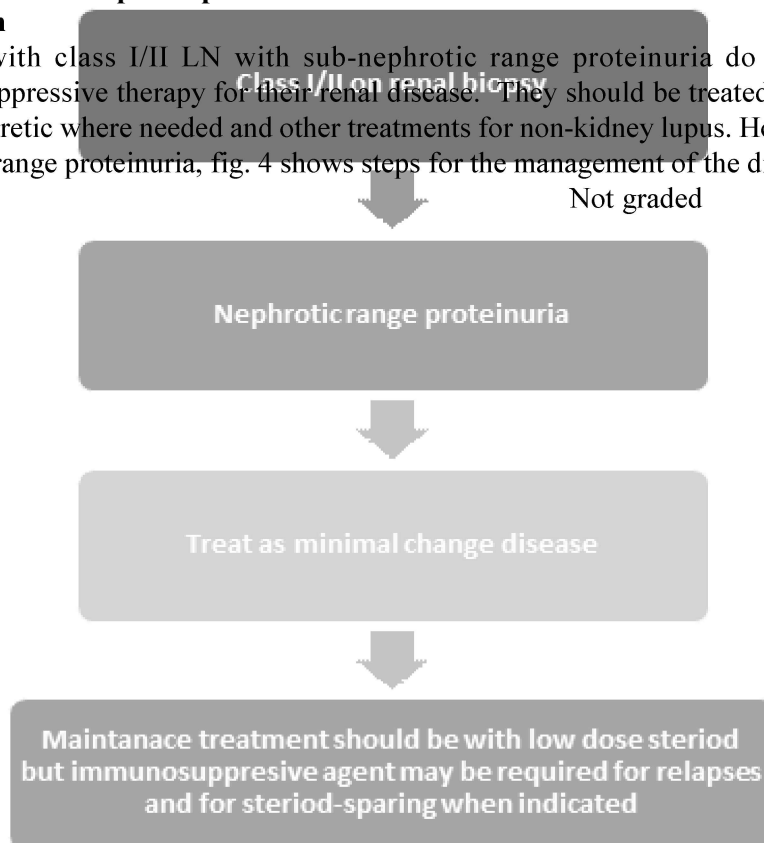 n
with class I/II LN with sub-nephrotic range proteinuria do
Class I/II on renal biopsy
ppressive therapy for their renal disease. They should be treated
retic where needed and other treatments for non-kidney lupus. Ho
range proteinuria, fig. 4 shows steps for the management of the di
Not graded
Nephrotic range proteinuria
Treat as minimal change disease
Maintanace treatment should be with low dose steriod
but immunosuppresive agent may be required for relapses
and for steriod-sparing when indicated